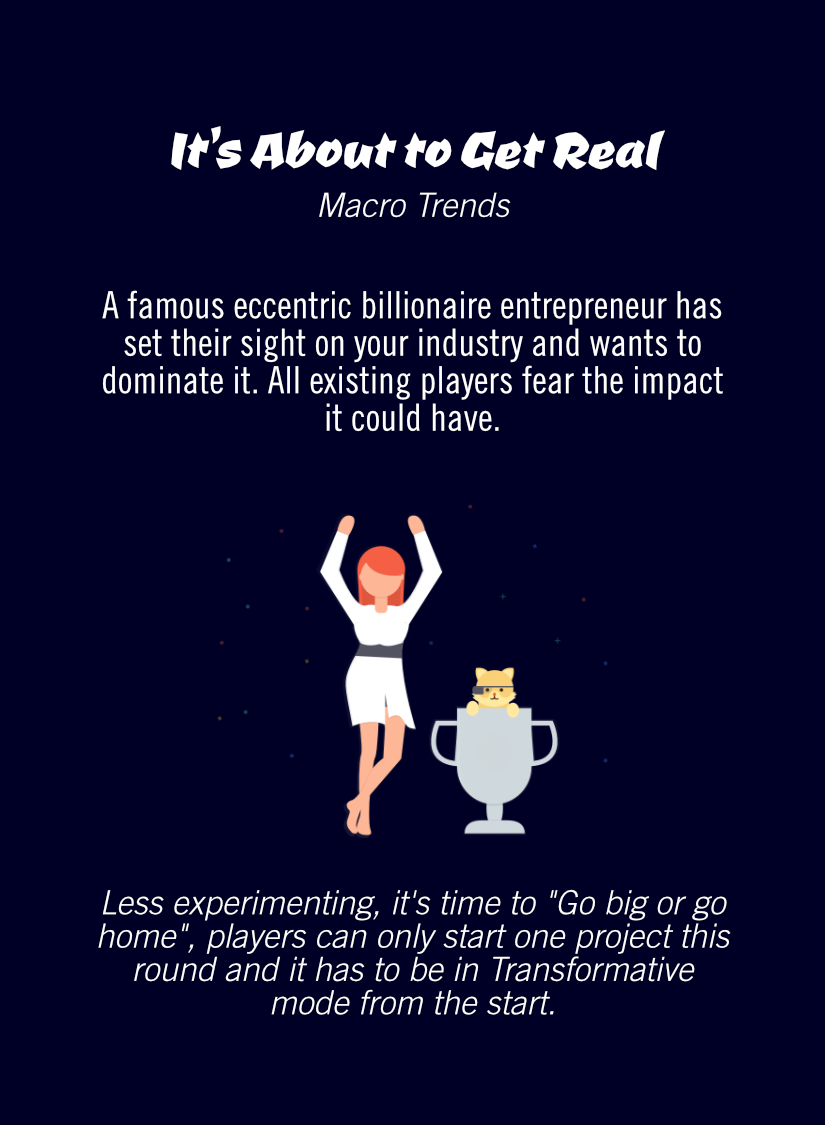 It's About to Get Real
Macro Trends
A famous eccentric billionaire entrepreneur has
set their sight on your industry and wants to
dominate it. All existing players fear the impact
it could have.
Less experimenting, it's time to "Go big or go
home", players can only start one project this
round and it has to be in Transformative
mode from the start.